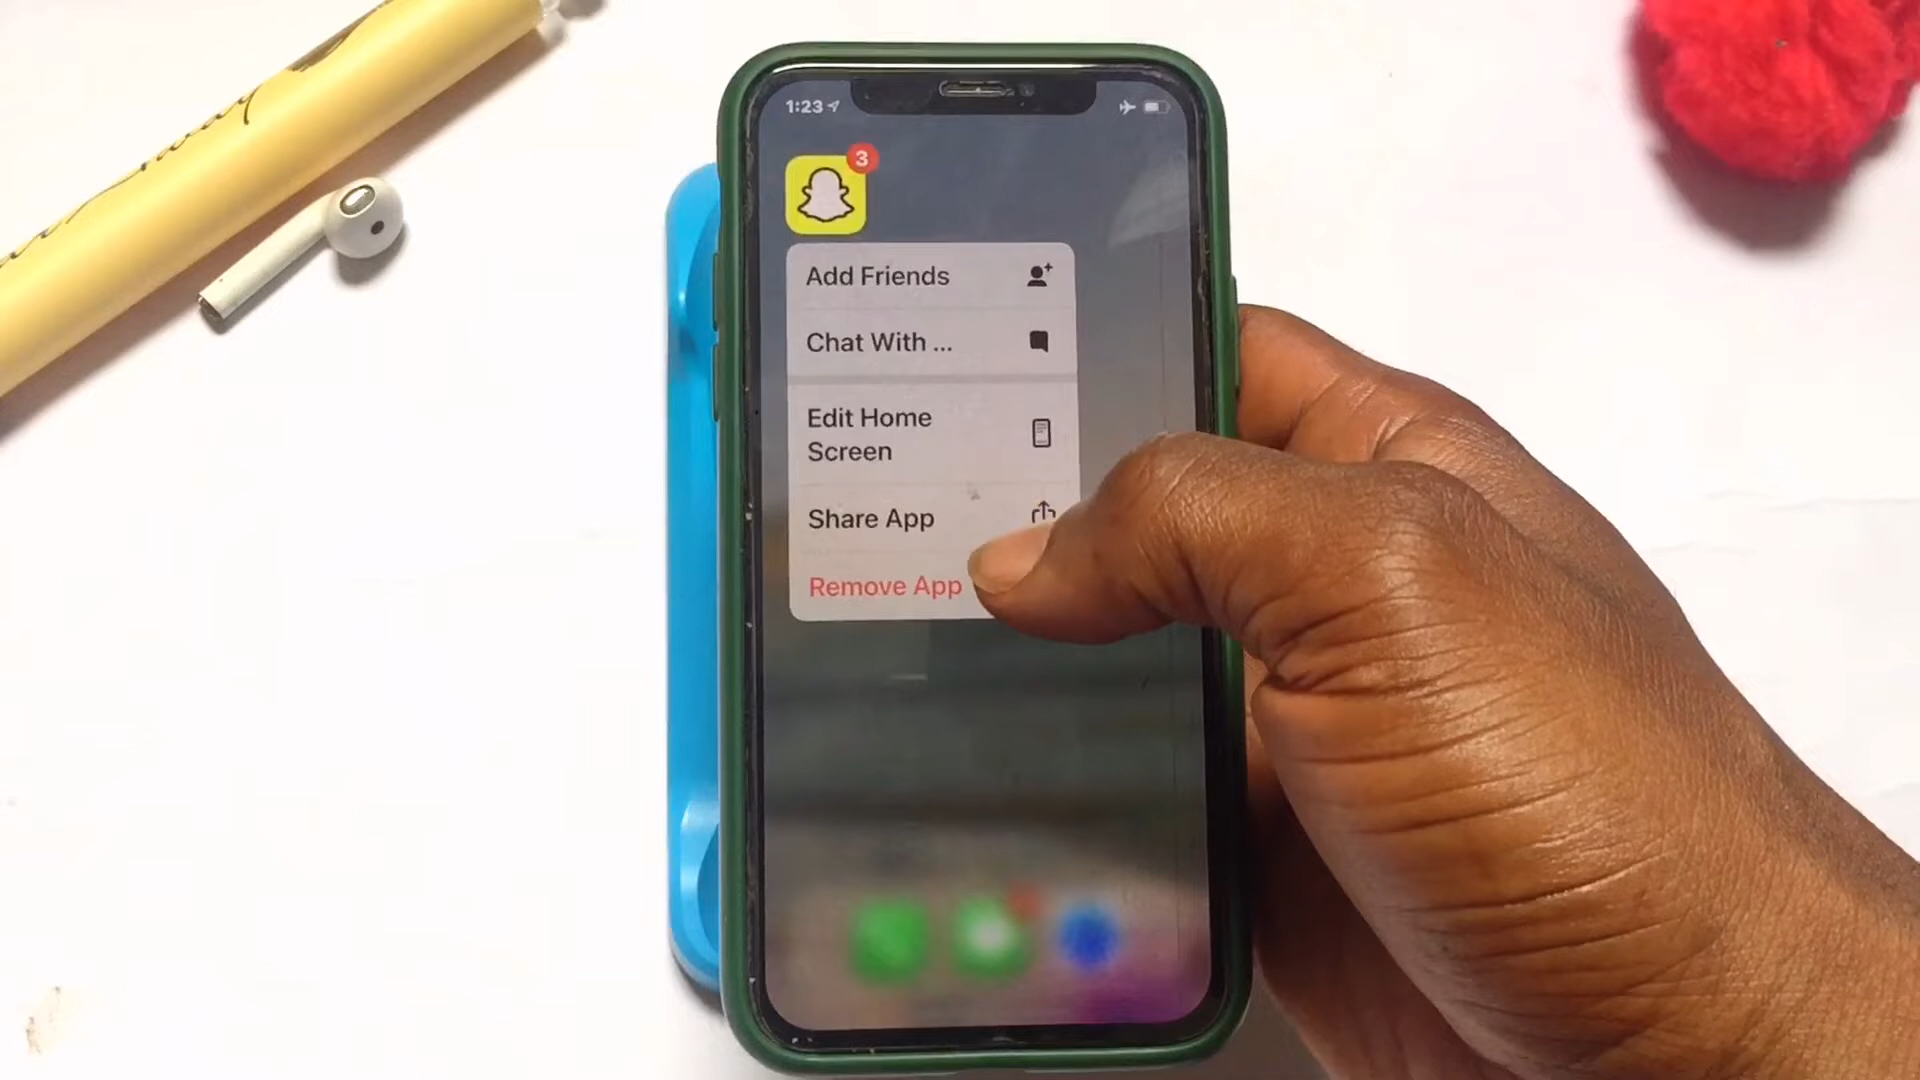 1:23
3
Add Friends
Chat With ...
Edit Home
Screen
Share App
Remove App